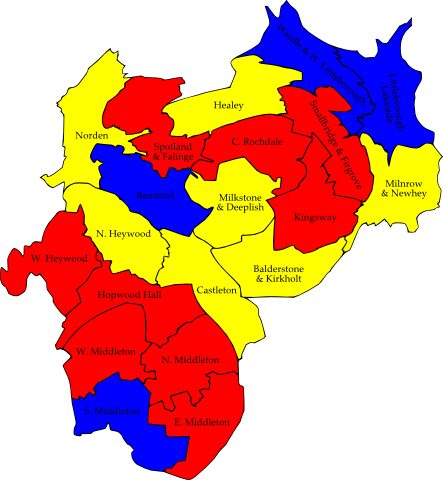 Wardle & W. Littleborough
Littleborough
Lakeside
Healey
Norden
Smallbridge & Firgrove
C. Rochdale
Spotland
& Falinge
Milnrow
& Newhey
Bamford
Milkstone
& Deeplish
Kingsway
N. Heywood
W. Heywood
Balderstone
& Kirkholt
Castleton
Hopwood Hall
W. Middleton
N. Middleton
S. Middleton
E. Middleton